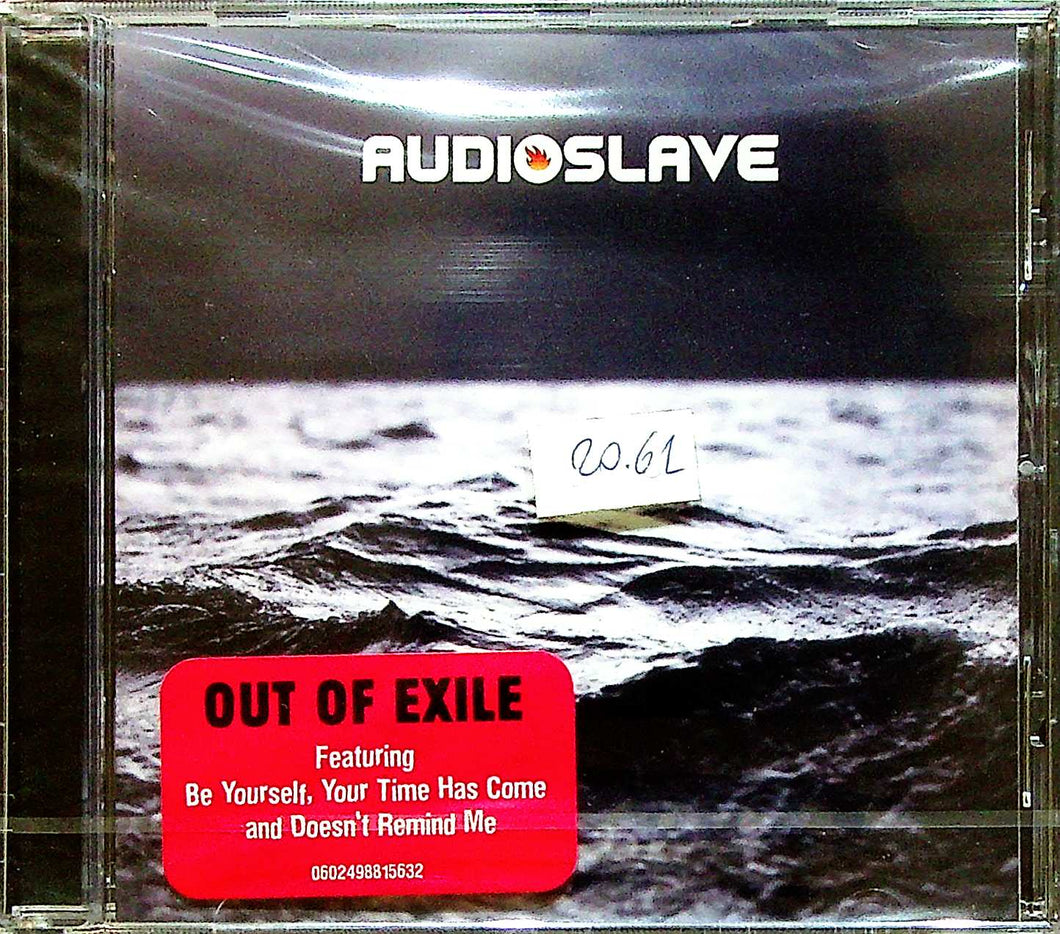 AUDIOSLAVE
20.61
OUT OF EXILE
Featuring
Be Yourself, Your Time Has Come
and Doesn't Remind Me
0602498815632